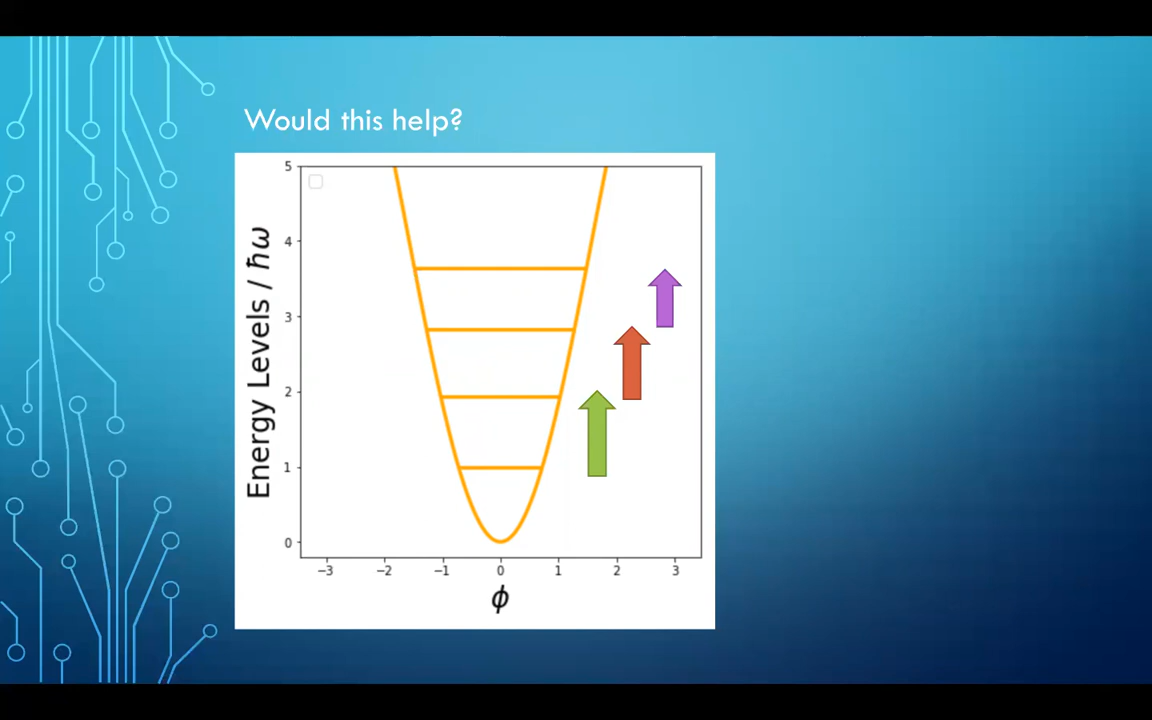 Would this help?
5
4
3
2
1
0
Energy Levels / ħω
−3 −2 −1 0 1 2 3
ϕ